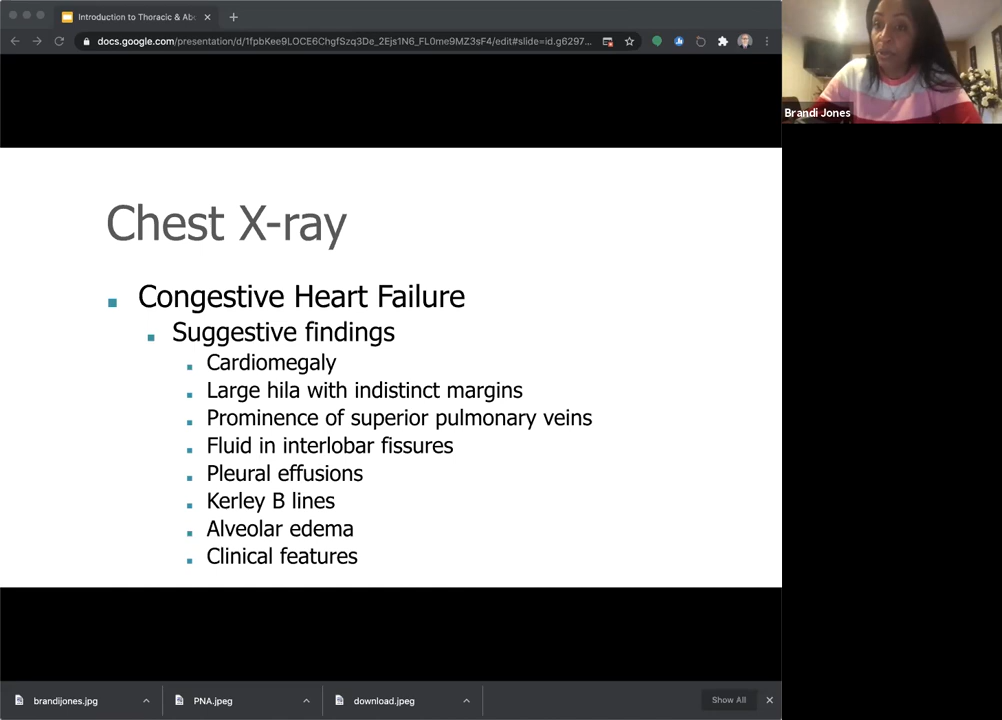 Introduction to Thoracic & Abd
docs.google.com/presentation/d/1fpbKee9LOCE6ChgfSzq3De_2Ejs1N6_FL0me9MZ3sF4/edit#slide=id.g6297...
Brandi Jones
Chest X-ray
Congestive Heart Failure
Suggestive findings
Cardiomegaly
Large hila with indistinct margins
Prominence of superior pulmonary veins
Fluid in interlobar fissures
Pleural effusions
Kerley B lines
Alveolar edema
Clinical features
brandijones.jpg
PNA.jpeg
download.jpeg
Show All